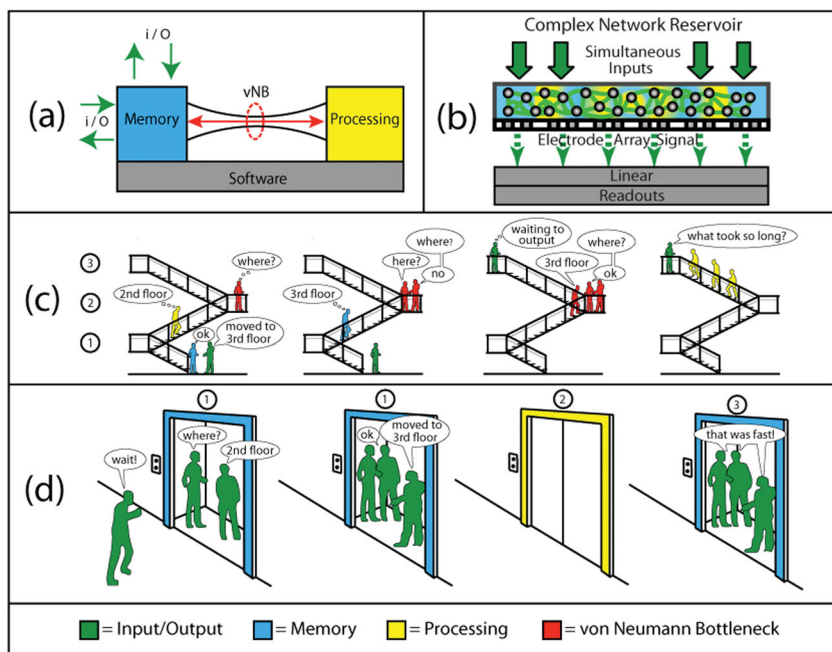 (a)
i / O
i / O
vNB
Memory
Processing
Software
(b)
Complex Network Reservoir
Simultaneous
Inputs
Electrode Array Signal
Linear
Readouts
(c)
3
2
1
2nd floor
where?
ok
moved to
3rd floor
3rd floor
here?
where?
no
waiting to
output
3rd floor
where?
ok
what took so long?
(d)
1
wait!
where?
2nd floor
1
ok
moved to
3rd floor
2
3
that was fast!
= Input/Output
= Memory
= Processing
= von Neumann Bottleneck